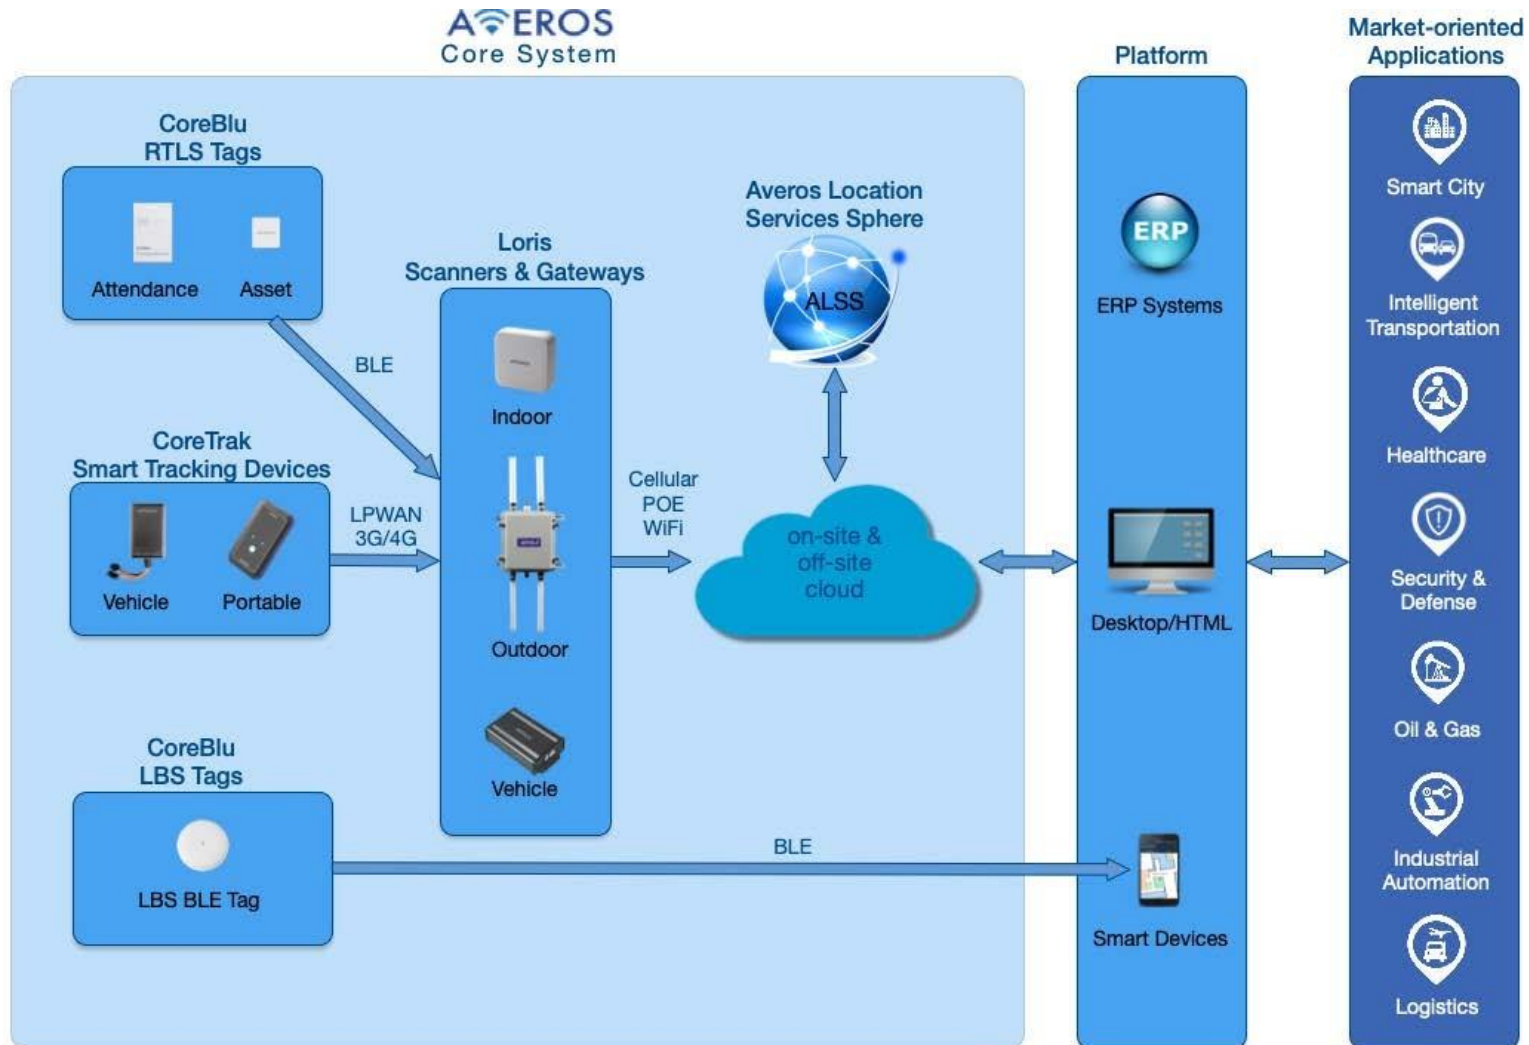 AVEROS
Core System
Platform
Market-oriented
Applications
CoreBlu
RTLS Tags
Attendance
Asset
BLE
CoreTrak
Smart Tracking Devices
Vehicle
Portable
LPWAN
3G/4G
CoreBlu
LBS Tags
LBS BLE Tag
Loris
Scanners & Gateways
Indoor
Outdoor
Vehicle
Cellular
POE
WiFi
Averos Location
Services Sphere
ALSS
on-site &
off-site
cloud
BLE
ERP
ERP Systems
Desktop/HTML
Smart Devices
Smart City
Intelligent
Transportation
Healthcare
Security &
Defense
Oil & Gas
Industrial
Automation
Logistics